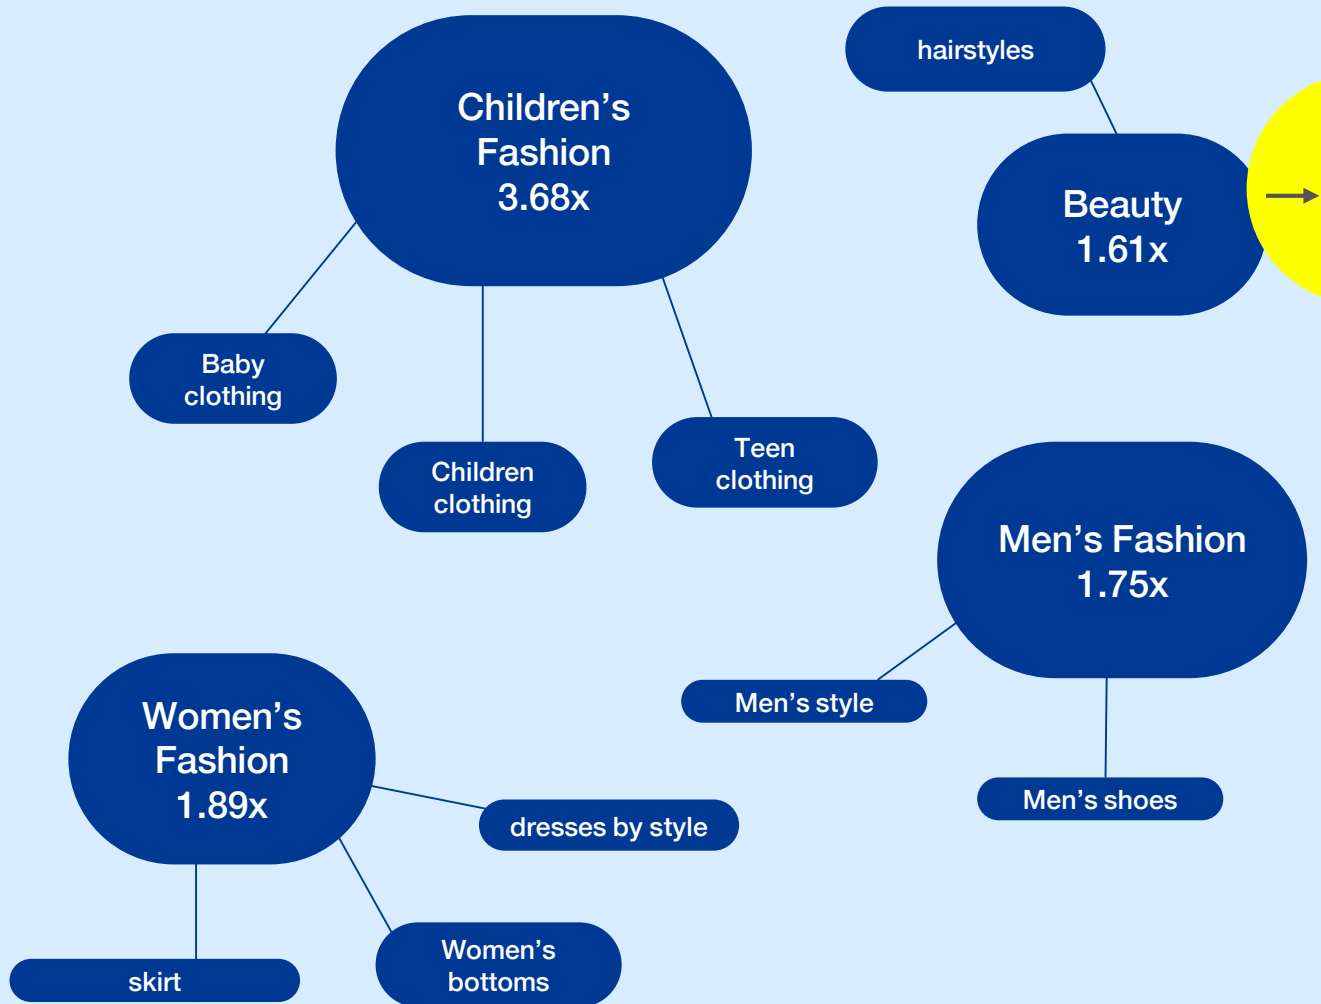 Children’s
Fashion
3.68x
hairstyles
Beauty
1.61x
Baby
clothing
Children
clothing
Teen
clothing
Men’s Fashion
1.75x
Men’s style
Men’s shoes
Women’s
Fashion
1.89x
dresses by style
Women’s
bottoms
skirt